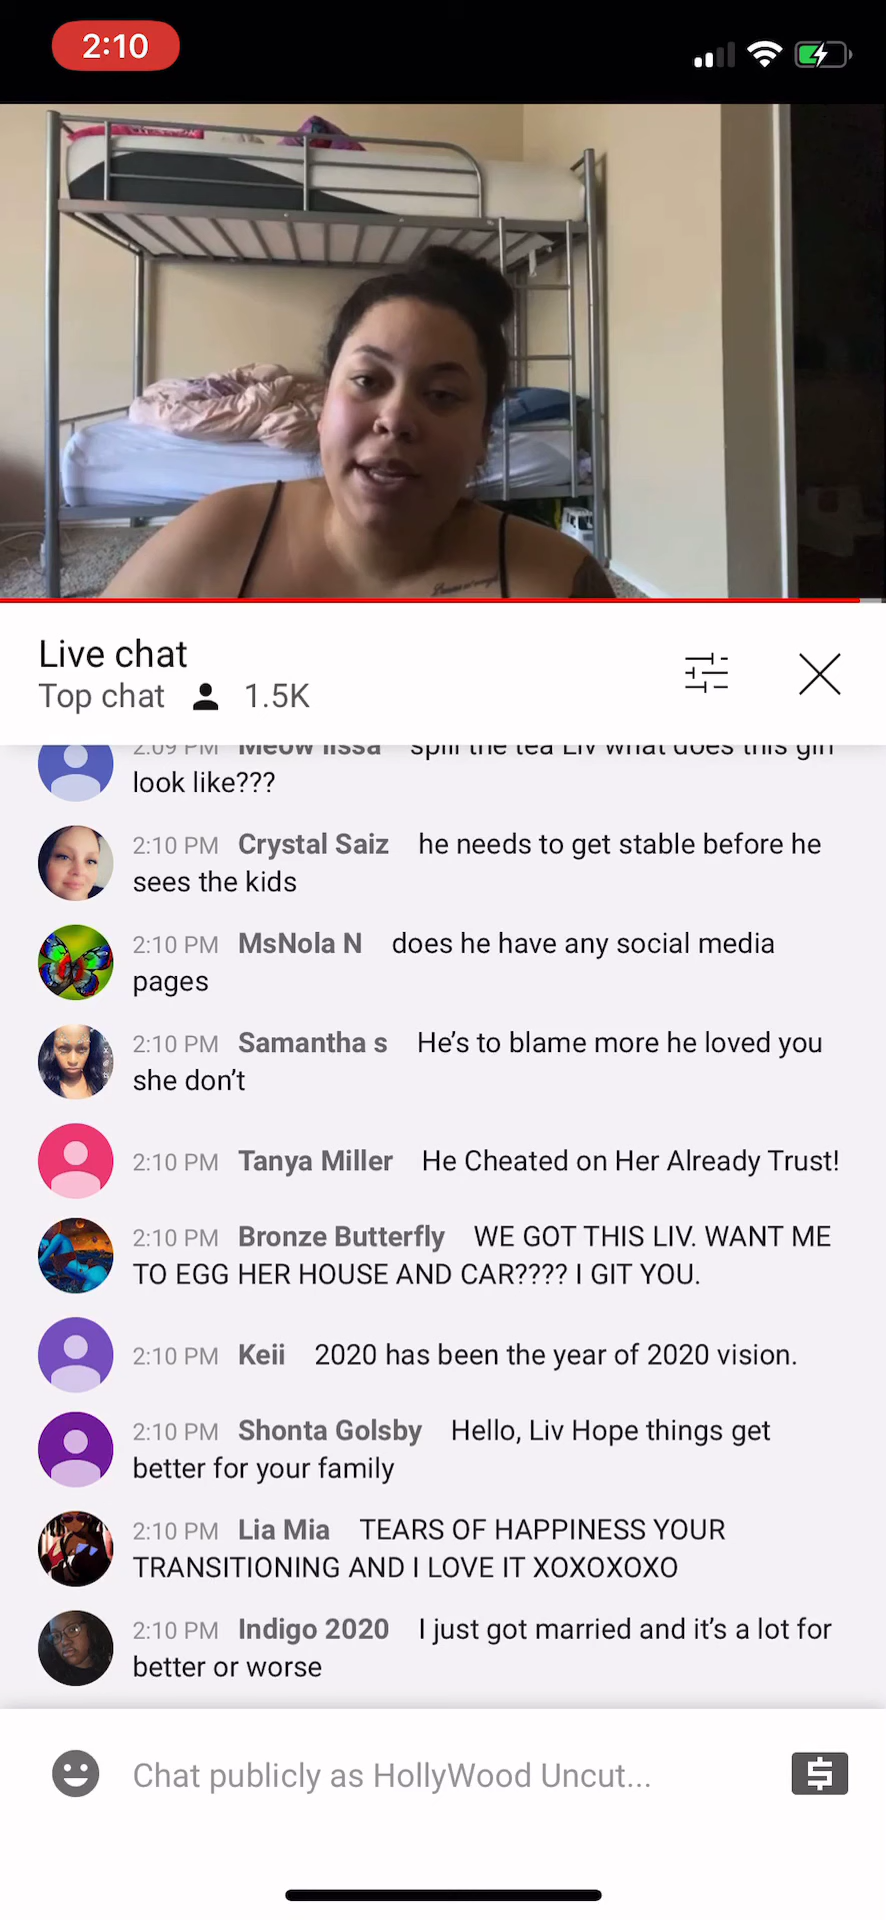 2:10
Live chat
Top chat 1.5K
2:09 PM Meow lissa spill the tea Liv what does this girl
look like???
2:10 PM Crystal Saiz he needs to get stable before he
sees the kids
2:10 PM MsNola N does he have any social media
pages
2:10 PM Samantha s He's to blame more he loved you
she don't
2:10 PM Tanya Miller He Cheated on Her Already Trust!
2:10 PM Bronze Butterfly WE GOT THIS LIV. WANT ME
TO EGG HER HOUSE AND CAR???? I GIT YOU.
2:10 PM Keii 2020 has been the year of 2020 vision.
2:10 PM Shonta Golsby Hello, Liv Hope things get
better for your family
2:10 PM Lia Mia TEARS OF HAPPINESS YOUR
TRANSITIONING AND I LOVE IT XOXOXOXO
2:10 PM Indigo 2020 I just got married and it's a lot for
better or worse
Chat publicly as HollyWood Uncut...